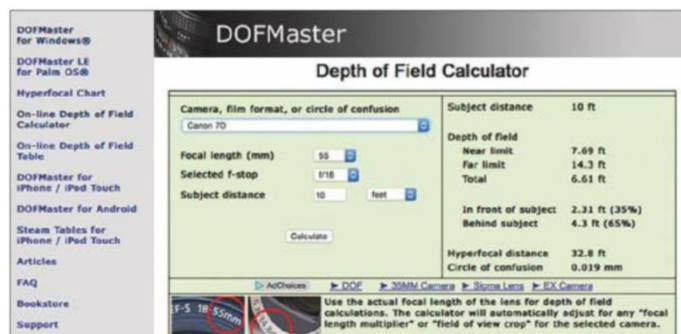 DOFMaster
for Windows®
DOFMaster LE
for Palm OS®
Hyperfocal Chart
On-line Depth of Field
Calculator
On-line Depth of Field
Table
DOFMaster for
iPhone / iPod Touch
DOFMaster for Android
Steam Tables for
iPhone / iPod Touch
Articles
FAQ
Bookstore
Support
DOFMaster
Depth of Field Calculator
Camera, film format, or circle of confusion
Canon 7D
Focal length (mm) 55
Selected f-stop f/16
Subject distance 10 feet
Calculate
Subject distance 10 ft
Depth of field
Near limit 7.69 ft
Far limit 14.3 ft
Total 6.61 ft
In front of subject 2.31 ft (35%)
Behind subject 4.3 ft (65%)
Hyperfocal distance 32.8 ft
Circle of confusion 0.019 mm
AdChoices ► DOF ► 35MM Camera ► Sigma Lens ► EX Camera
EF-S 18-55mm
Use the actual focal length of the lens for depth of field
calculations. The calculator will automatically adjust for any "focal
length multiplier" or "field of view crop" for the selected camera.